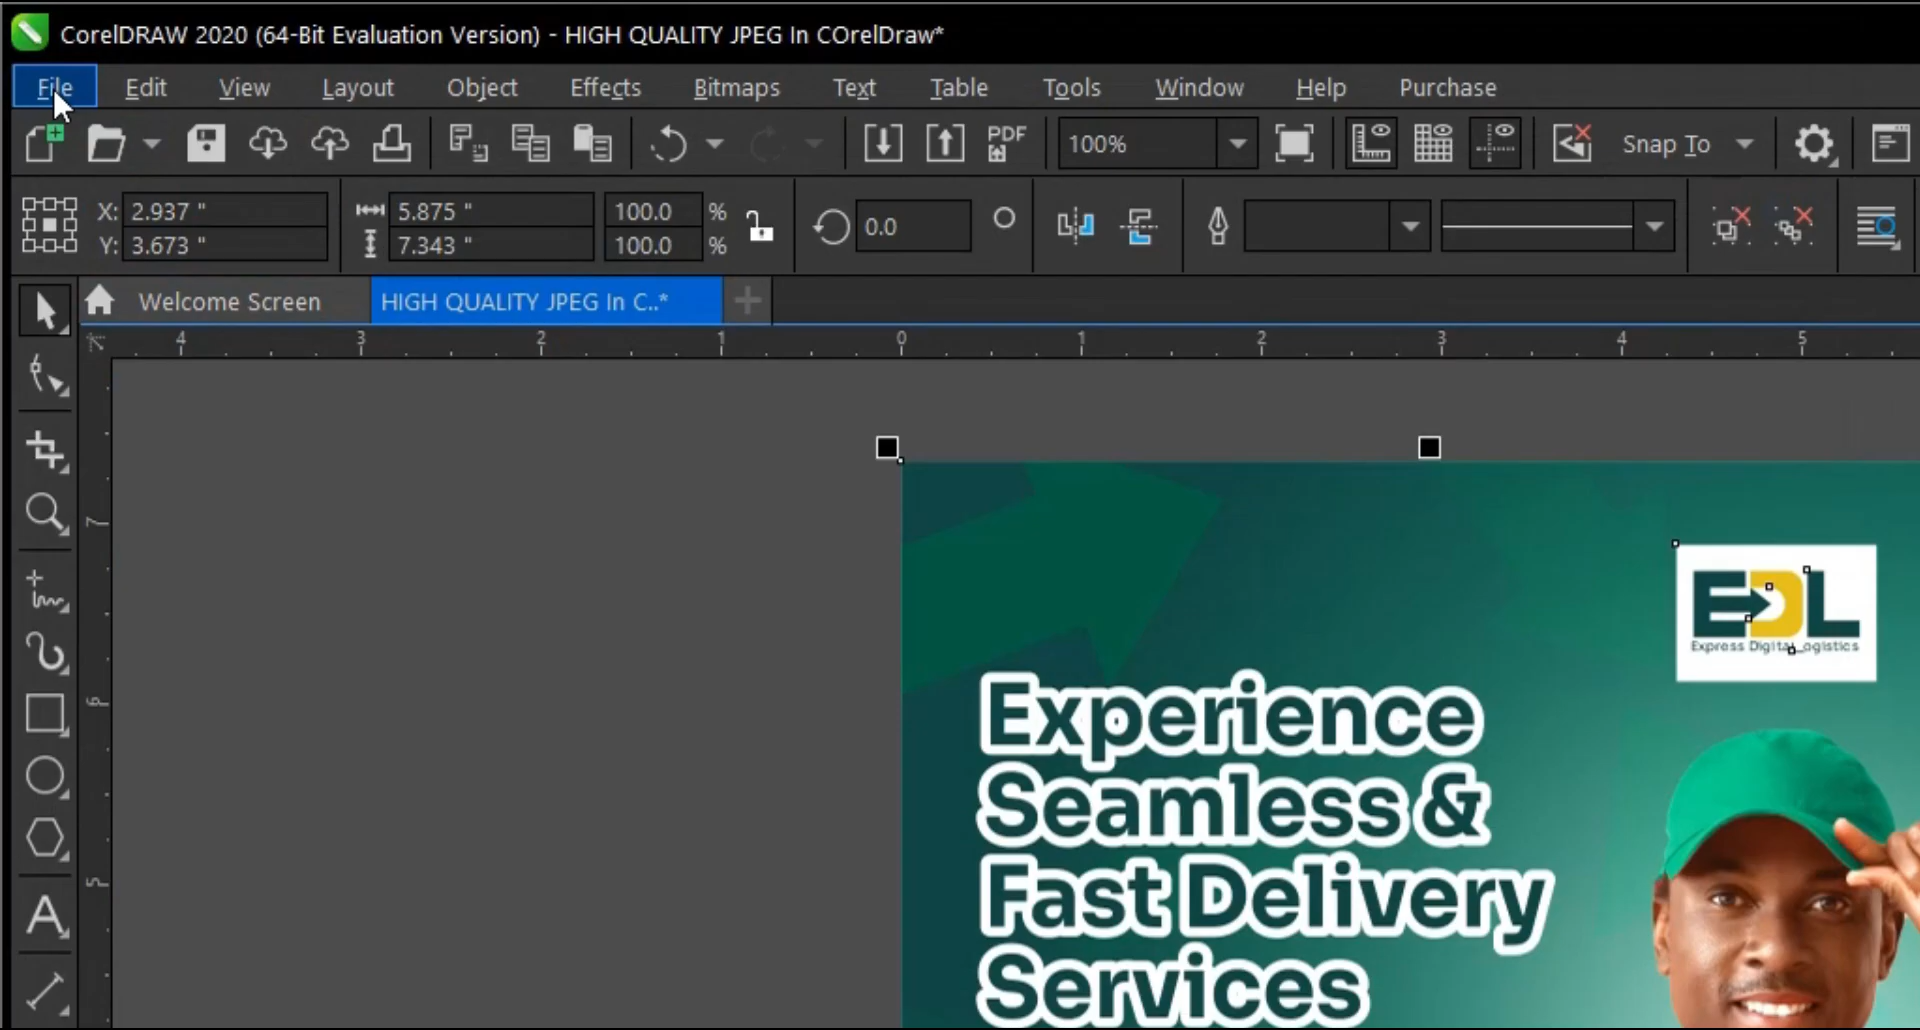 CorelDRAW 2020 (64-Bit Evaluation Version) - HIGH QUALITY JPEG In COrelDraw*
File Edit View Layout Object Effects Bitmaps Text Table Tools Window Help Purchase
PDF 100% Snap To
X: 2.937 " 5.875 " 100.0 % 0.0
Y: 3.673 " 7.343 " 100.0 %
Welcome Screen HIGH QUALITY JPEG In C..*
4 3 2 1 0 1 2 3 4 5
7
6
5
EDL
Express Digital Logistics
Experience
Seamless &
Fast Delivery
Services